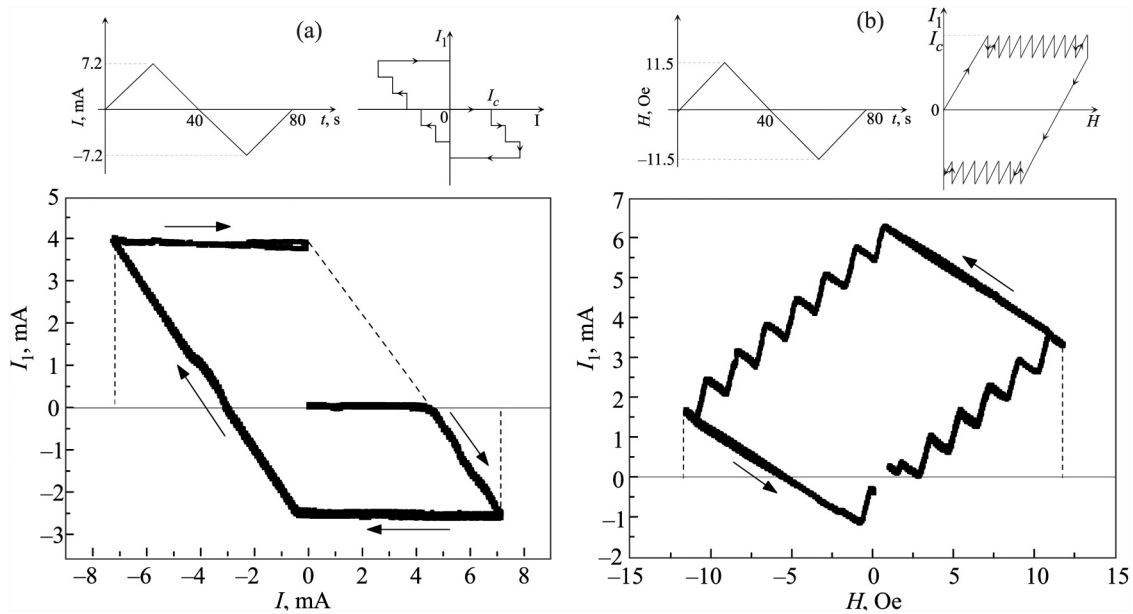 (a)
I, mA
7.2
0
–7.2
40
80
t, s
I1
Ic
0
I
(b)
H, Oe
11.5
0
–11.5
40
80
t, s
I1
Ic
0
H
5
4
3
2
1
0
–1
–2
–3
I1, mA
–8 –6 –4 –2 0 2 4 6 8
I, mA
7
6
5
4
3
2
1
0
–1
–2
I1, mA
–15 –10 –5 0 5 10 15
H, Oe